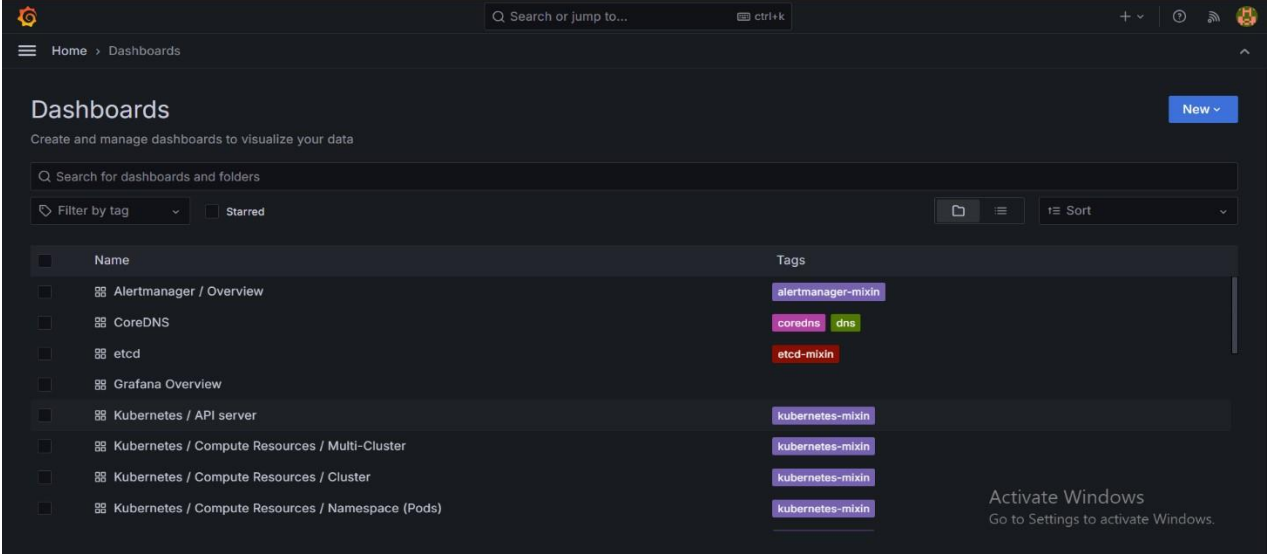 Search or jump to... ctrl+k
Home › Dashboards
Dashboards
New
Create and manage dashboards to visualize your data
Search for dashboards and folders
Filter by tag Starred Sort
Name Tags
Alertmanager / Overview alertmanager-mixin
CoreDNS coredns dns
etcd etcd-mixin
Grafana Overview
Kubernetes / API server kubernetes-mixin
Kubernetes / Compute Resources / Multi-Cluster kubernetes-mixin
Kubernetes / Compute Resources / Cluster kubernetes-mixin
Kubernetes / Compute Resources / Namespace (Pods) kubernetes-mixin
Activate Windows
Go to Settings to activate Windows.